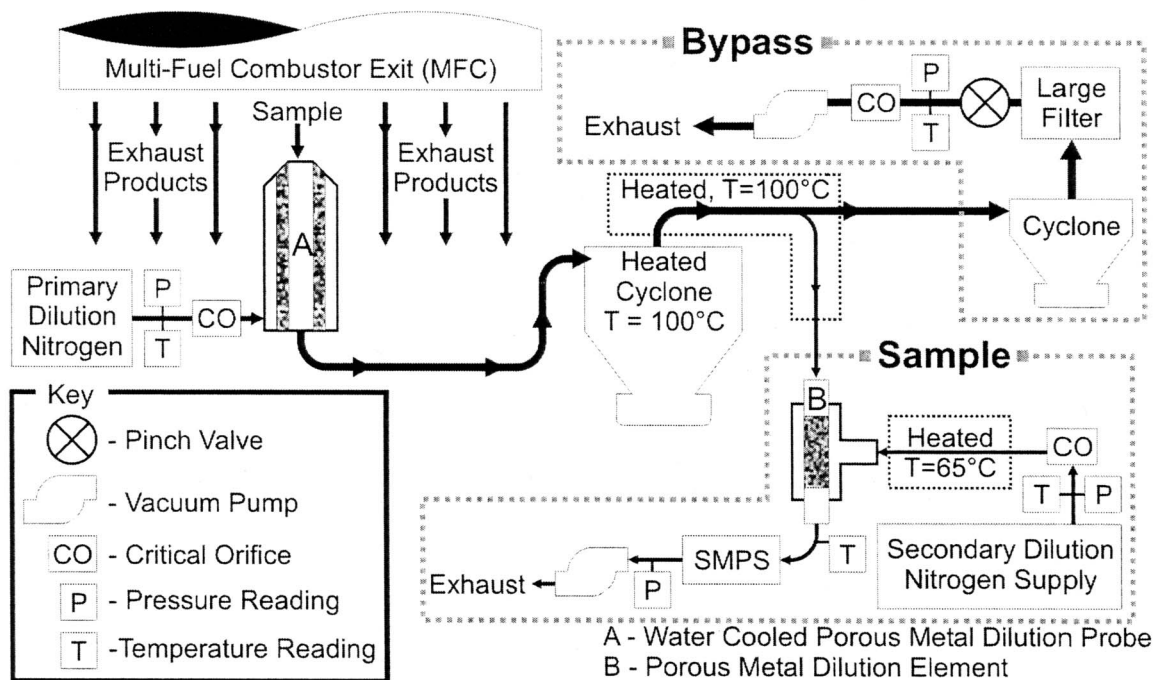 Multi-Fuel Combustor Exit (MFC)
Sample
Exhaust
Products
Exhaust
Products
A
Primary
Dilution
Nitrogen
P
T
CO
Heated, T=100°C
Heated
Cyclone
T = 100°C
Bypass
Exhaust
CO
P
T
Large
Filter
Cyclone
Sample
B
Heated
T=65°C
CO
T
P
Secondary Dilution
Nitrogen Supply
T
SMPS
P
Exhaust
Key
- Pinch Valve
- Vacuum Pump
CO - Critical Orifice
P - Pressure Reading
T -Temperature Reading
A - Water Cooled Porous Metal Dilution Probe
B - Porous Metal Dilution Element